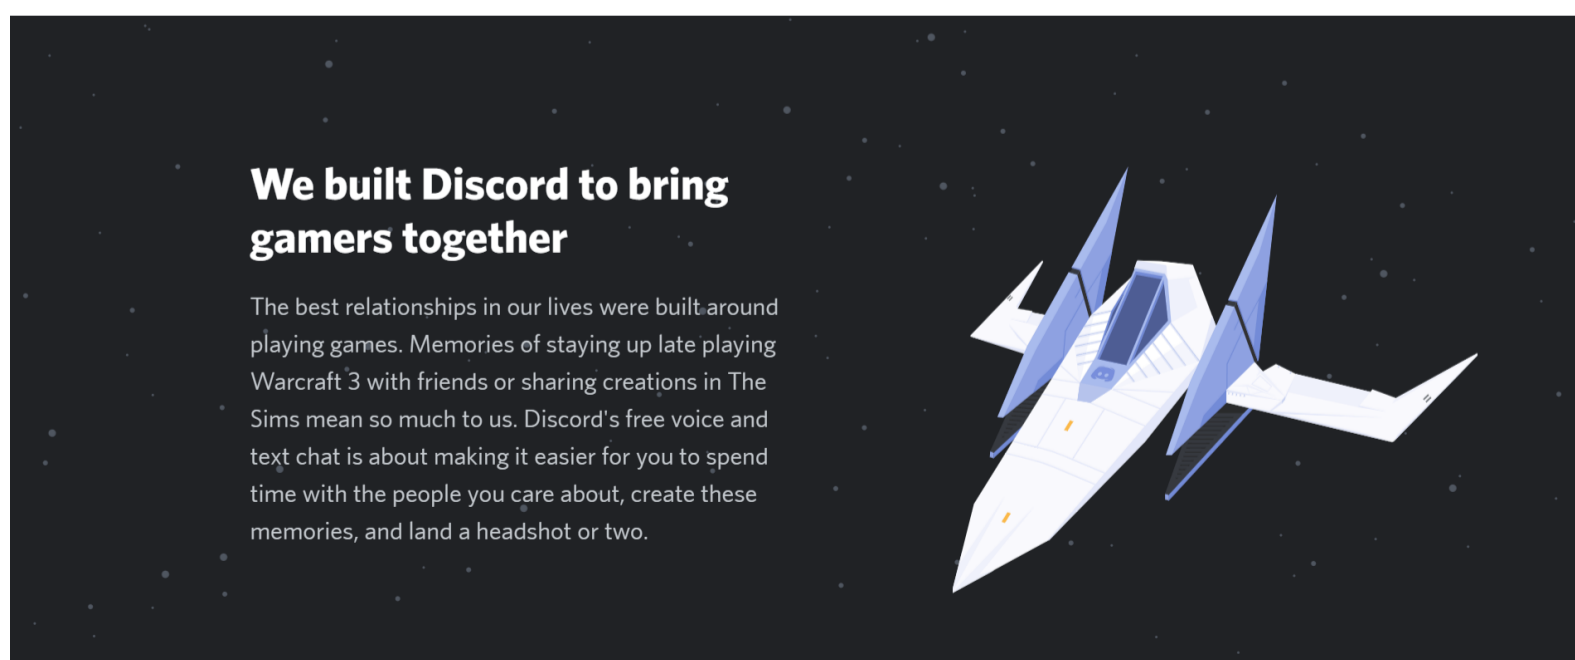 We built Discord to bring
gamers together
The best relationships in our lives were built around
playing games. Memories of staying up late playing
Warcraft 3 with friends or sharing creations in The
Sims mean so much to us. Discord's free voice and
text chat is about making it easier for you to spend
time with the people you care about, create these
memories, and land a headshot or two.